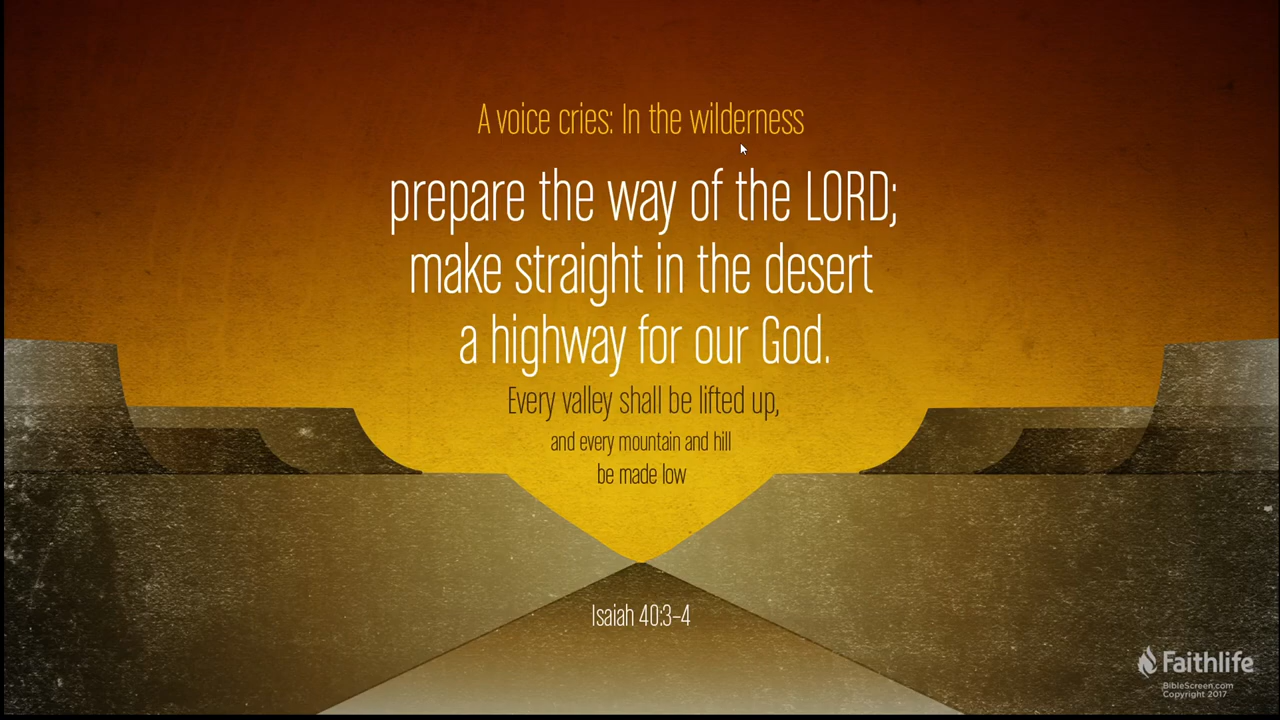 A voice cries: In the wilderness
prepare the way of the LORD;
make straight in the desert
a highway for our God.
Every valley shall be lifted up,
and every mountain and hill
be made low
Isaiah 40:3–4
Faithlife
BibleScreen.com
Copyright 2017